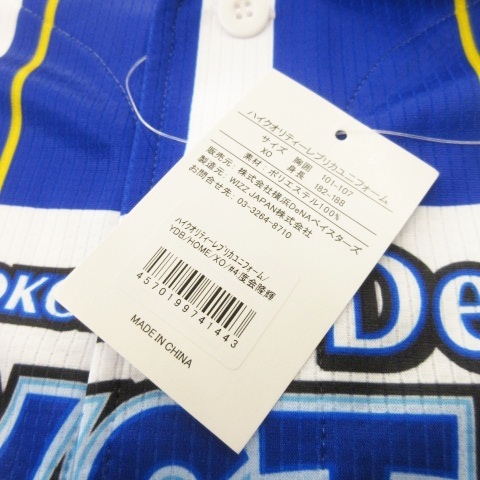 ハイクオリティーレプリカユニフォーム
サイズ 胸囲 101-107
XO 身長 182-188
素材 ポリエステル100%
販売元: 株式会社横浜DeNAベイスターズ
製造元: WIZZ JAPAN株式会社
お問合せ先: 03-3264-8710
ハイクオリティーレプリカユニフォーム/
YDB/HOME/XO/#4度会隆輝
4570199741443
MADE IN CHINA
OKO
De